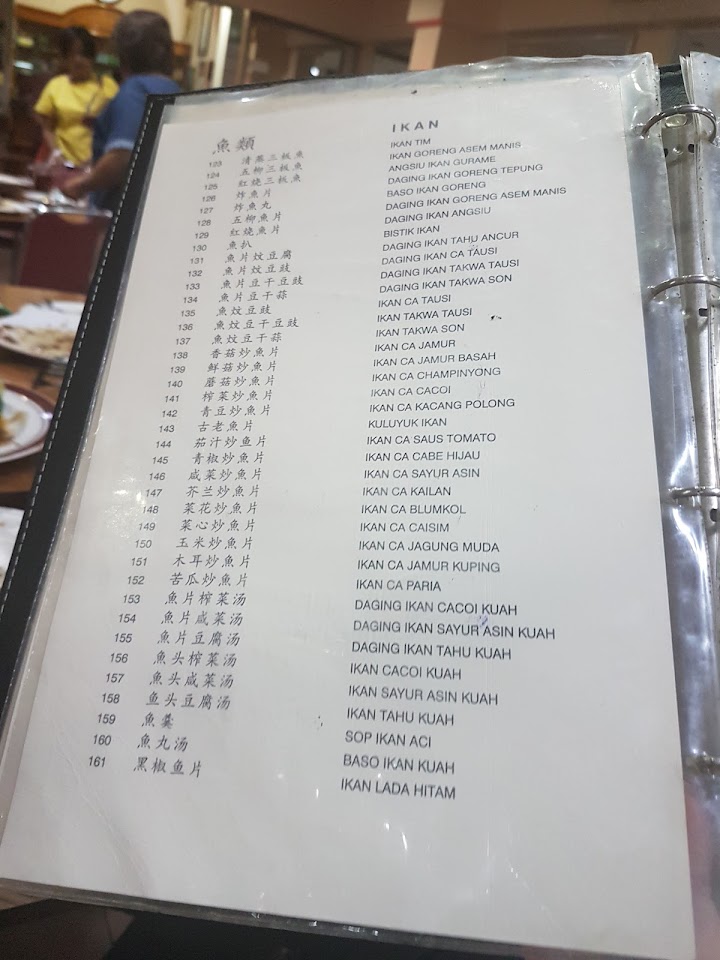 魚類 IKAN
123 清蒸三板魚 IKAN TIM
124 五柳三板魚 IKAN GORENG ASEM MANIS
125 紅燒三板魚 ANGSIU IKAN GURAME
126 炸魚片 DAGING IKAN GORENG TEPUNG
127 炸魚丸 BASO IKAN GORENG
128 五柳魚片 DAGING IKAN GORENG ASEM MANIS
129 紅燒魚片 DAGING IKAN ANGSIU
130 魚扒 BISTIK IKAN
131 魚片炆豆腐 DAGING IKAN TAHU ANCUR
132 魚片炆豆豉 DAGING IKAN CA TAUSI
133 魚片豆干豆豉 DAGING IKAN TAKWA TAUSI
134 魚片豆干蒜 DAGING IKAN TAKWA SON
135 魚炆豆豉 IKAN CA TAUSI
136 魚炆豆干豆豉 IKAN TAKWA TAUSI
137 魚炆豆干蒜 IKAN TAKWA SON
138 香菇炒魚片 IKAN CA JAMUR
139 鮮菇炒魚片 IKAN CA JAMUR BASAH
140 蘑菇炒魚片 IKAN CA CHAMPINYONG
141 榨菜炒魚片 IKAN CA CACOI
142 青豆炒魚片 IKAN CA KACANG POLONG
143 古老魚片 KULUYUK IKAN
144 茄汁炒鱼片 IKAN CA SAUS TOMATO
145 青椒炒魚片 IKAN CA CABE HIJAU
146 咸菜炒魚片 IKAN CA SAYUR ASIN
147 芥兰炒魚片 IKAN CA KAILAN
148 菜花炒魚片 IKAN CA BLUMKOL
149 菜心炒魚片 IKAN CA CAISIM
150 玉米炒魚片 IKAN CA JAGUNG MUDA
151 木耳炒魚片 IKAN CA JAMUR KUPING
152 苦瓜炒魚片 IKAN CA PARIA
153 魚片榨菜汤 DAGING IKAN CACOI KUAH
154 魚片咸菜汤 DAGING IKAN SAYUR ASIN KUAH
155 魚片豆腐汤 DAGING IKAN TAHU KUAH
156 魚头榨菜汤 IKAN CACOI KUAH
157 魚头咸菜汤 IKAN SAYUR ASIN KUAH
158 鱼头豆腐汤 IKAN TAHU KUAH
159 魚羹 SOP IKAN ACI
160 魚丸汤 BASO IKAN KUAH
161 黑椒鱼片 IKAN LADA HITAM